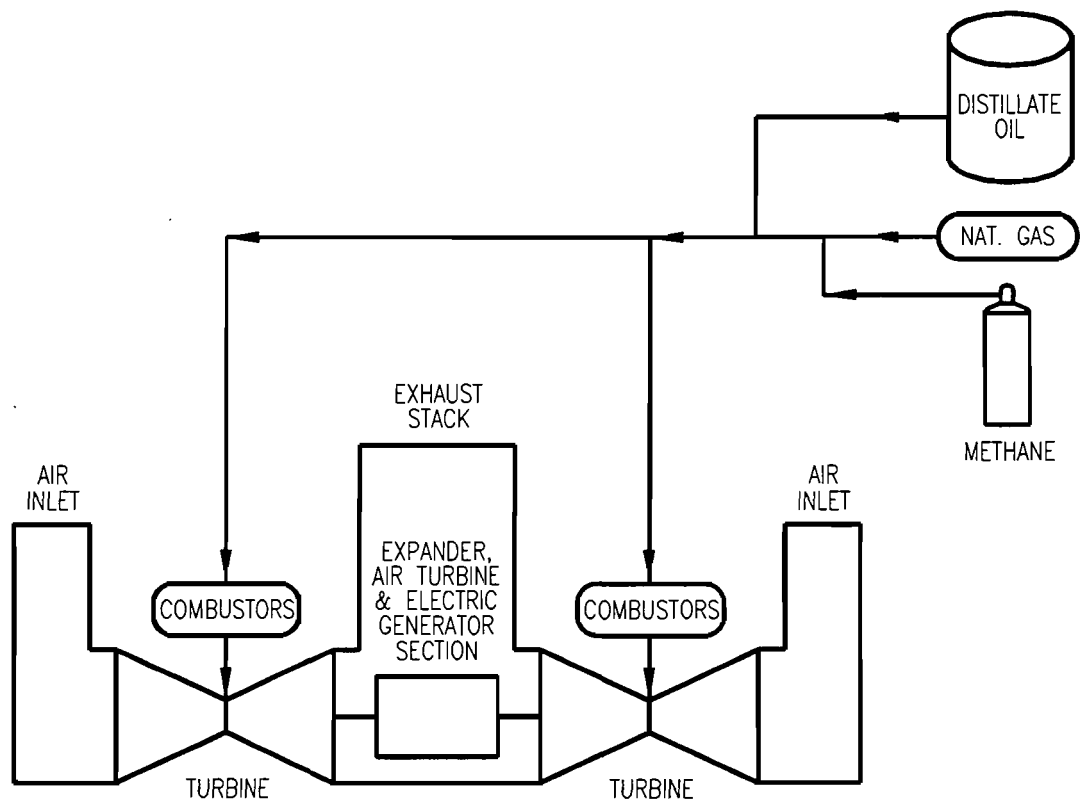 DISTILLATE
OIL
NAT. GAS
METHANE
EXHAUST
STACK
AIR
INLET
AIR
INLET
EXPANDER,
AIR TURBINE
& ELECTRIC
GENERATOR
SECTION
COMBUSTORS
COMBUSTORS
TURBINE
TURBINE